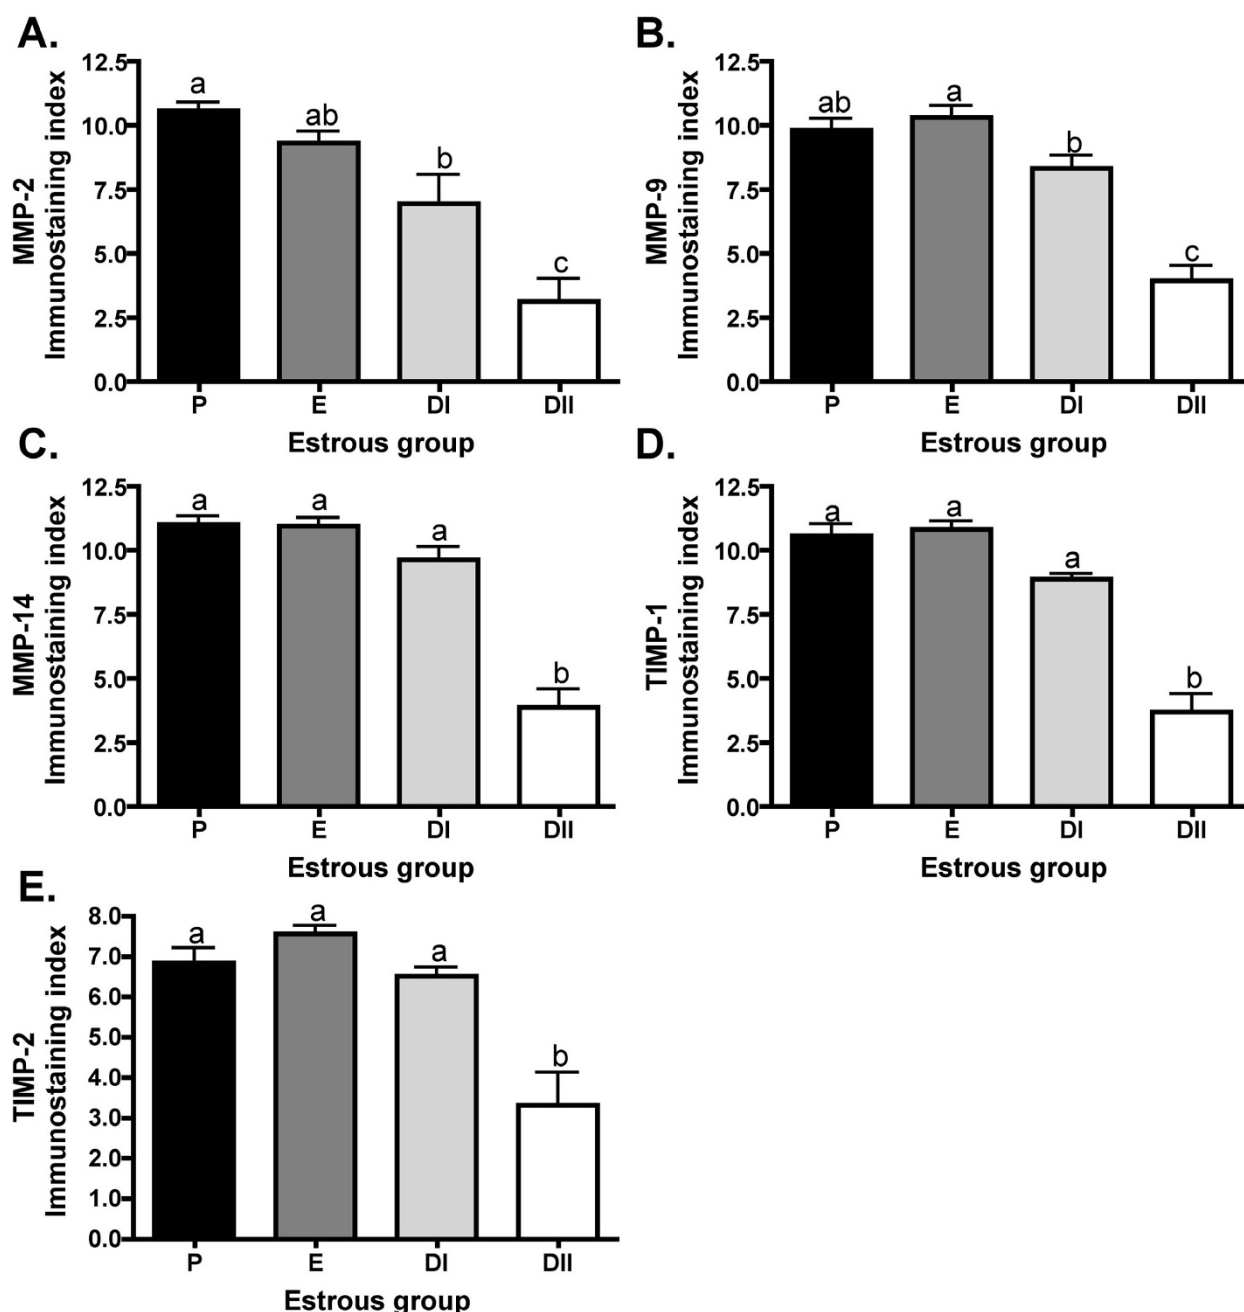 A.
MMP-2
Immunostaining index
12.5
10.0
7.5
5.0
2.5
0.0
a
ab
b
c
P E DI DII
Estrous group
B.
MMP-9
Immunostaining index
12.5
10.0
7.5
5.0
2.5
0.0
ab
a
b
c
P E DI DII
Estrous group
C.
MMP-14
Immunostaining index
12.5
10.0
7.5
5.0
2.5
0.0
a
a
a
b
P E DI DII
Estrous group
D.
TIMP-1
Immunostaining index
12.5
10.0
7.5
5.0
2.5
0.0
a
a
a
b
P E DI DII
Estrous group
E.
TIMP-2
Immunostaining index
8.0
7.0
6.0
5.0
4.0
3.0
2.0
1.0
0.0
a
a
a
b
P E DI DII
Estrous group